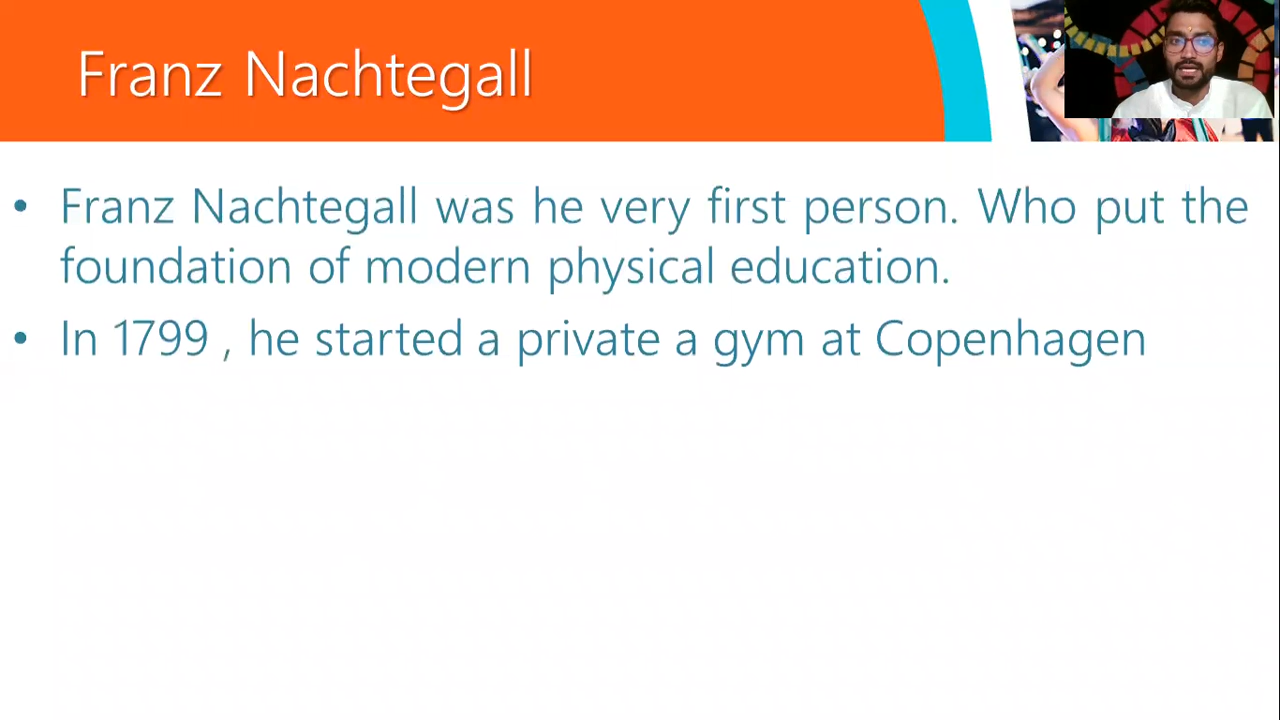 Franz Nachtegall
• Franz Nachtegall was he very first person. Who put the
foundation of modern physical education.
• In 1799 , he started a private a gym at Copenhagen